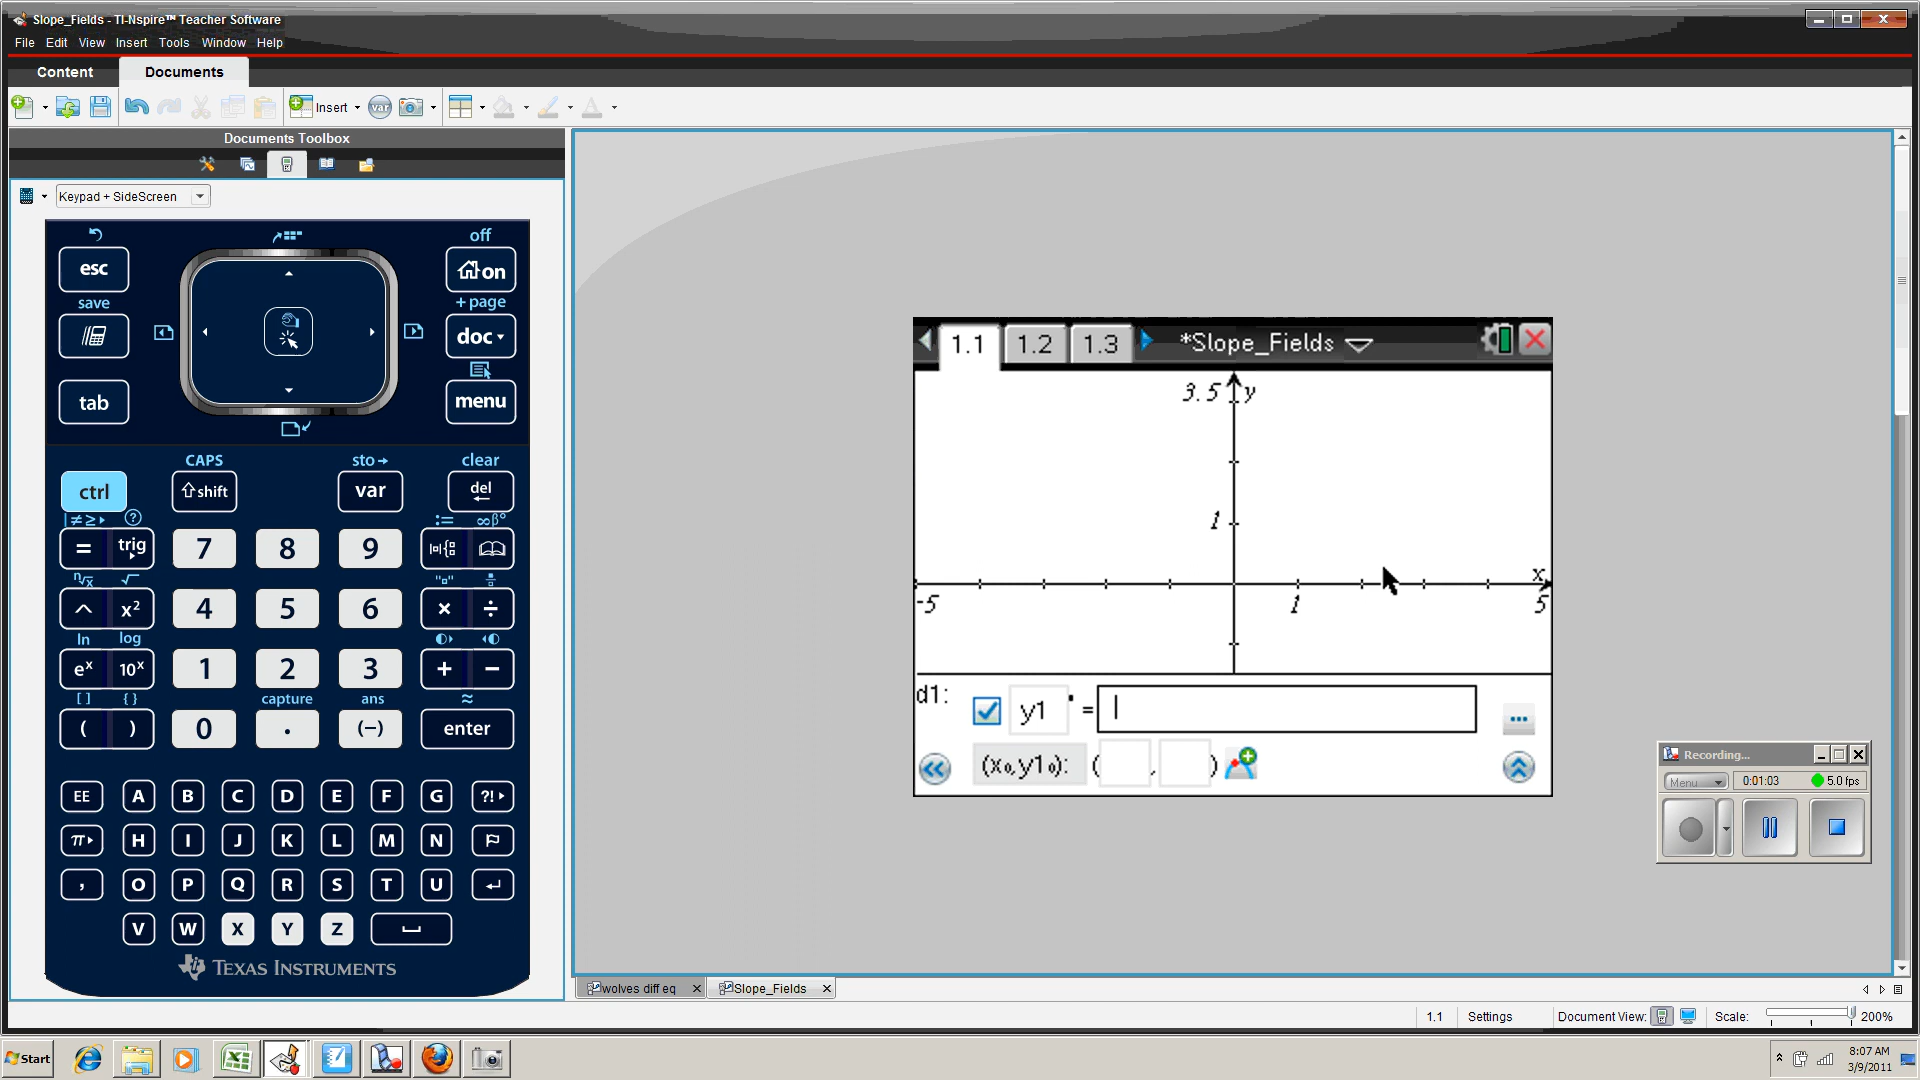 Slope_Fields - TI-Nspire™ Teacher Software
File Edit View Insert Tools Window Help
Content Documents
Insert var
Documents Toolbox
Keypad + SideScreen
off
esc on
save + page
doc
tab menu
CAPS sto→ clear
ctrl ⇧shift var del
|≠≥▸ ? := ∞β°
= trig 7 8 9
ⁿ√x √ "▫"
^ x² 4 5 6 × ÷
ln log
eˣ 10ˣ 1 2 3 + −
[ ] { } capture ans ≈
( ) 0 . (−) enter
EE A B C D E F G ?!▸
π▸ H I J K L M N
, O P Q R S T U
V W X Y Z
TEXAS INSTRUMENTS
1.1 1.2 1.3 *Slope_Fields
3.5 y
1
x
-5 1 5
d1: y1 ' =
...
(x₀,y1₀): ( , )
Recording...
Menu 0:01:03 5.0 fps
wolves diff eq Slope_Fields
1.1 Settings Document View: Scale: 200%
Start
8:07 AM
3/9/2011